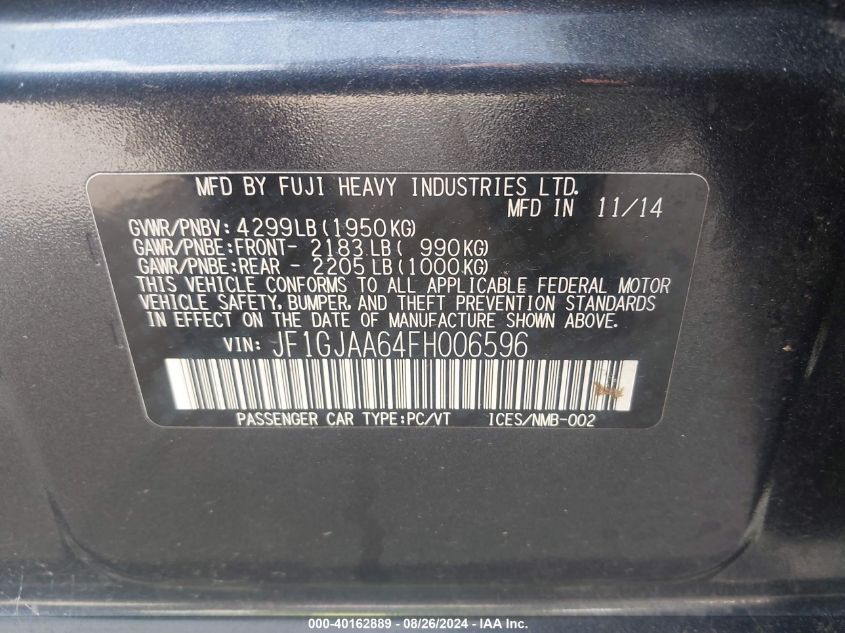 MFD BY FUJI HEAVY INDUSTRIES LTD.
MFD IN 11/14
GVWR/PNBV: 4299LB(1950KG)
GAWR/PNBE:FRONT- 2183LB( 990KG)
GAWR/PNBE:REAR - 2205LB(1000KG)
THIS VEHICLE CONFORMS TO ALL APPLICABLE FEDERAL MOTOR
VEHICLE SAFETY, BUMPER, AND THEFT PREVENTION STANDARDS
IN EFFECT ON THE DATE OF MANUFACTURE SHOWN ABOVE.
VIN: JF1GJAA64FH006596
PASSENGER CAR TYPE:PC/VT 1CES/NMB-002
000-40162889 - 08/26/2024 - IAA Inc.